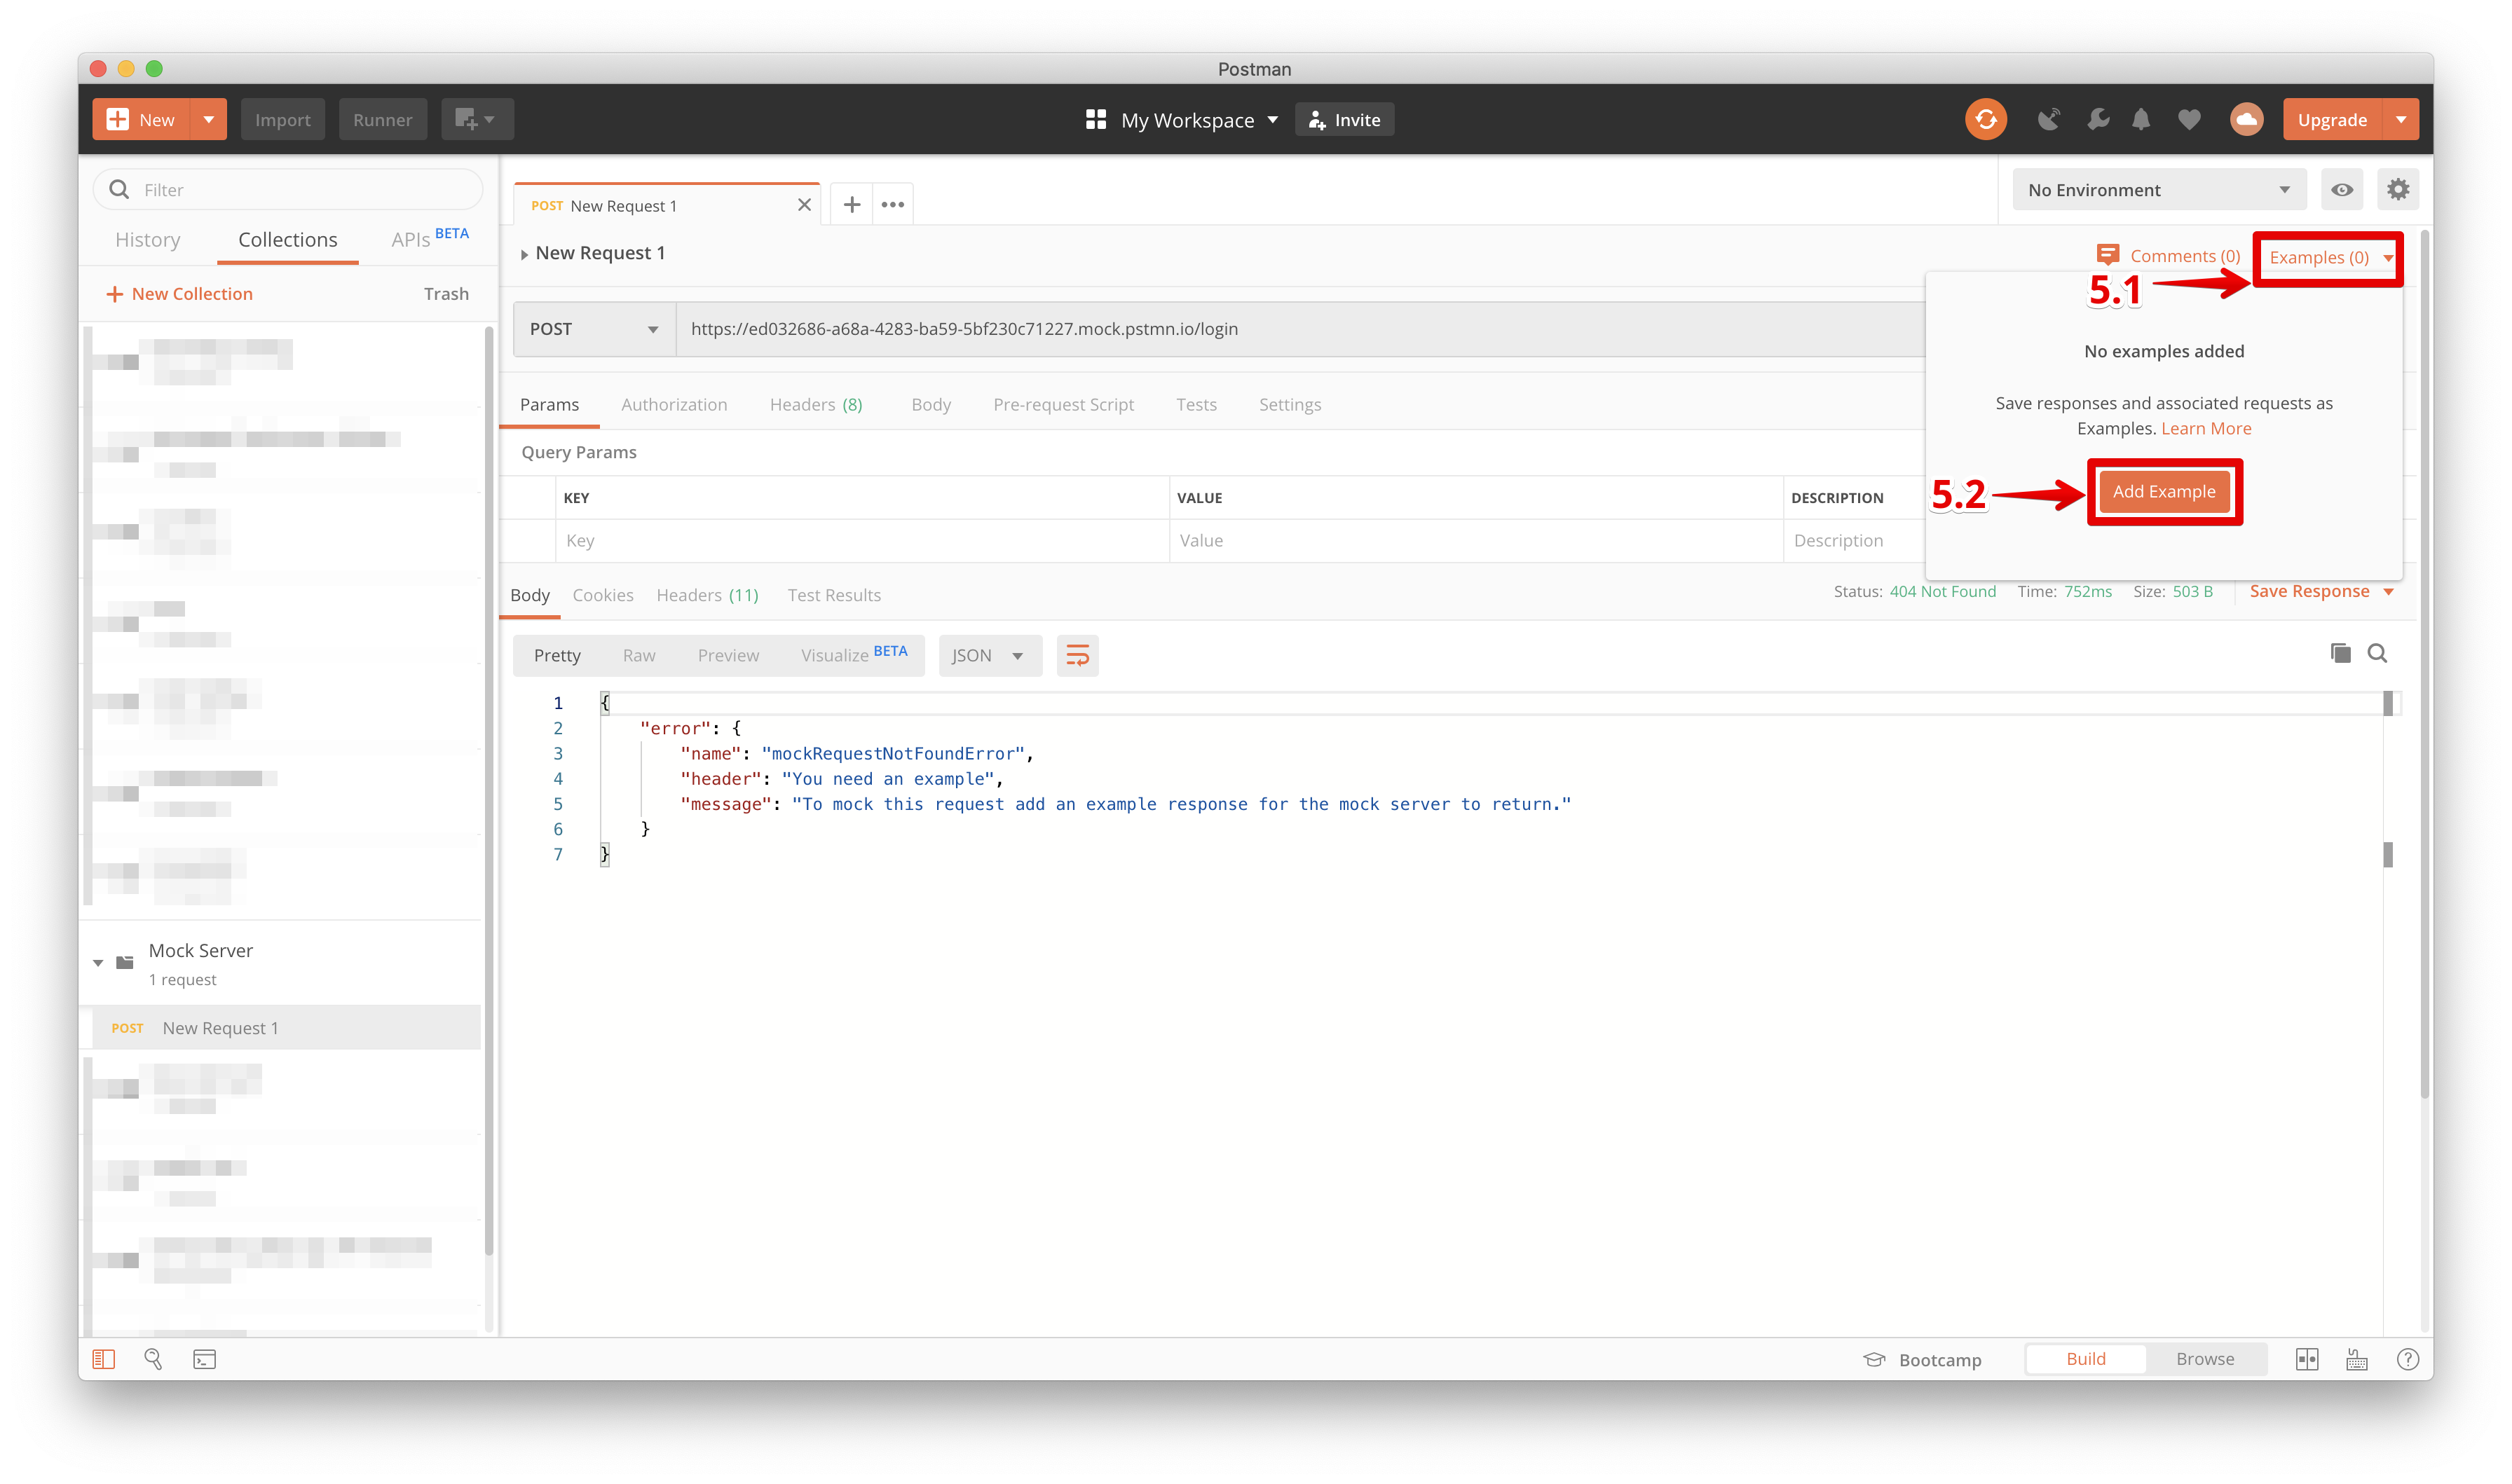 Postman
New
Import
Runner
My Workspace
Invite
Upgrade
Filter
History
Collections
APIs BETA
New Collection
Trash
POST New Request 1
No Environment
New Request 1
Comments (0)
Examples (0)
5.1
POST
https://ed032686-a68a-4283-ba59-5bf230c71227.mock.pstmn.io/login
No examples added
Save responses and associated requests as
Examples. Learn More
5.2
Add Example
Params
Authorization
Headers (8)
Body
Pre-request Script
Tests
Settings
Query Params
KEY
VALUE
DESCRIPTION
Key
Value
Description
Body
Cookies
Headers (11)
Test Results
Status: 404 Not Found
Time: 752ms
Size: 503 B
Save Response
Pretty
Raw
Preview
Visualize BETA
JSON
1 {
2 "error": {
3 "name": "mockRequestNotFoundError",
4 "header": "You need an example",
5 "message": "To mock this request add an example response for the mock server to return."
6 }
7 }
Mock Server
1 request
POST New Request 1
Bootcamp
Build
Browse